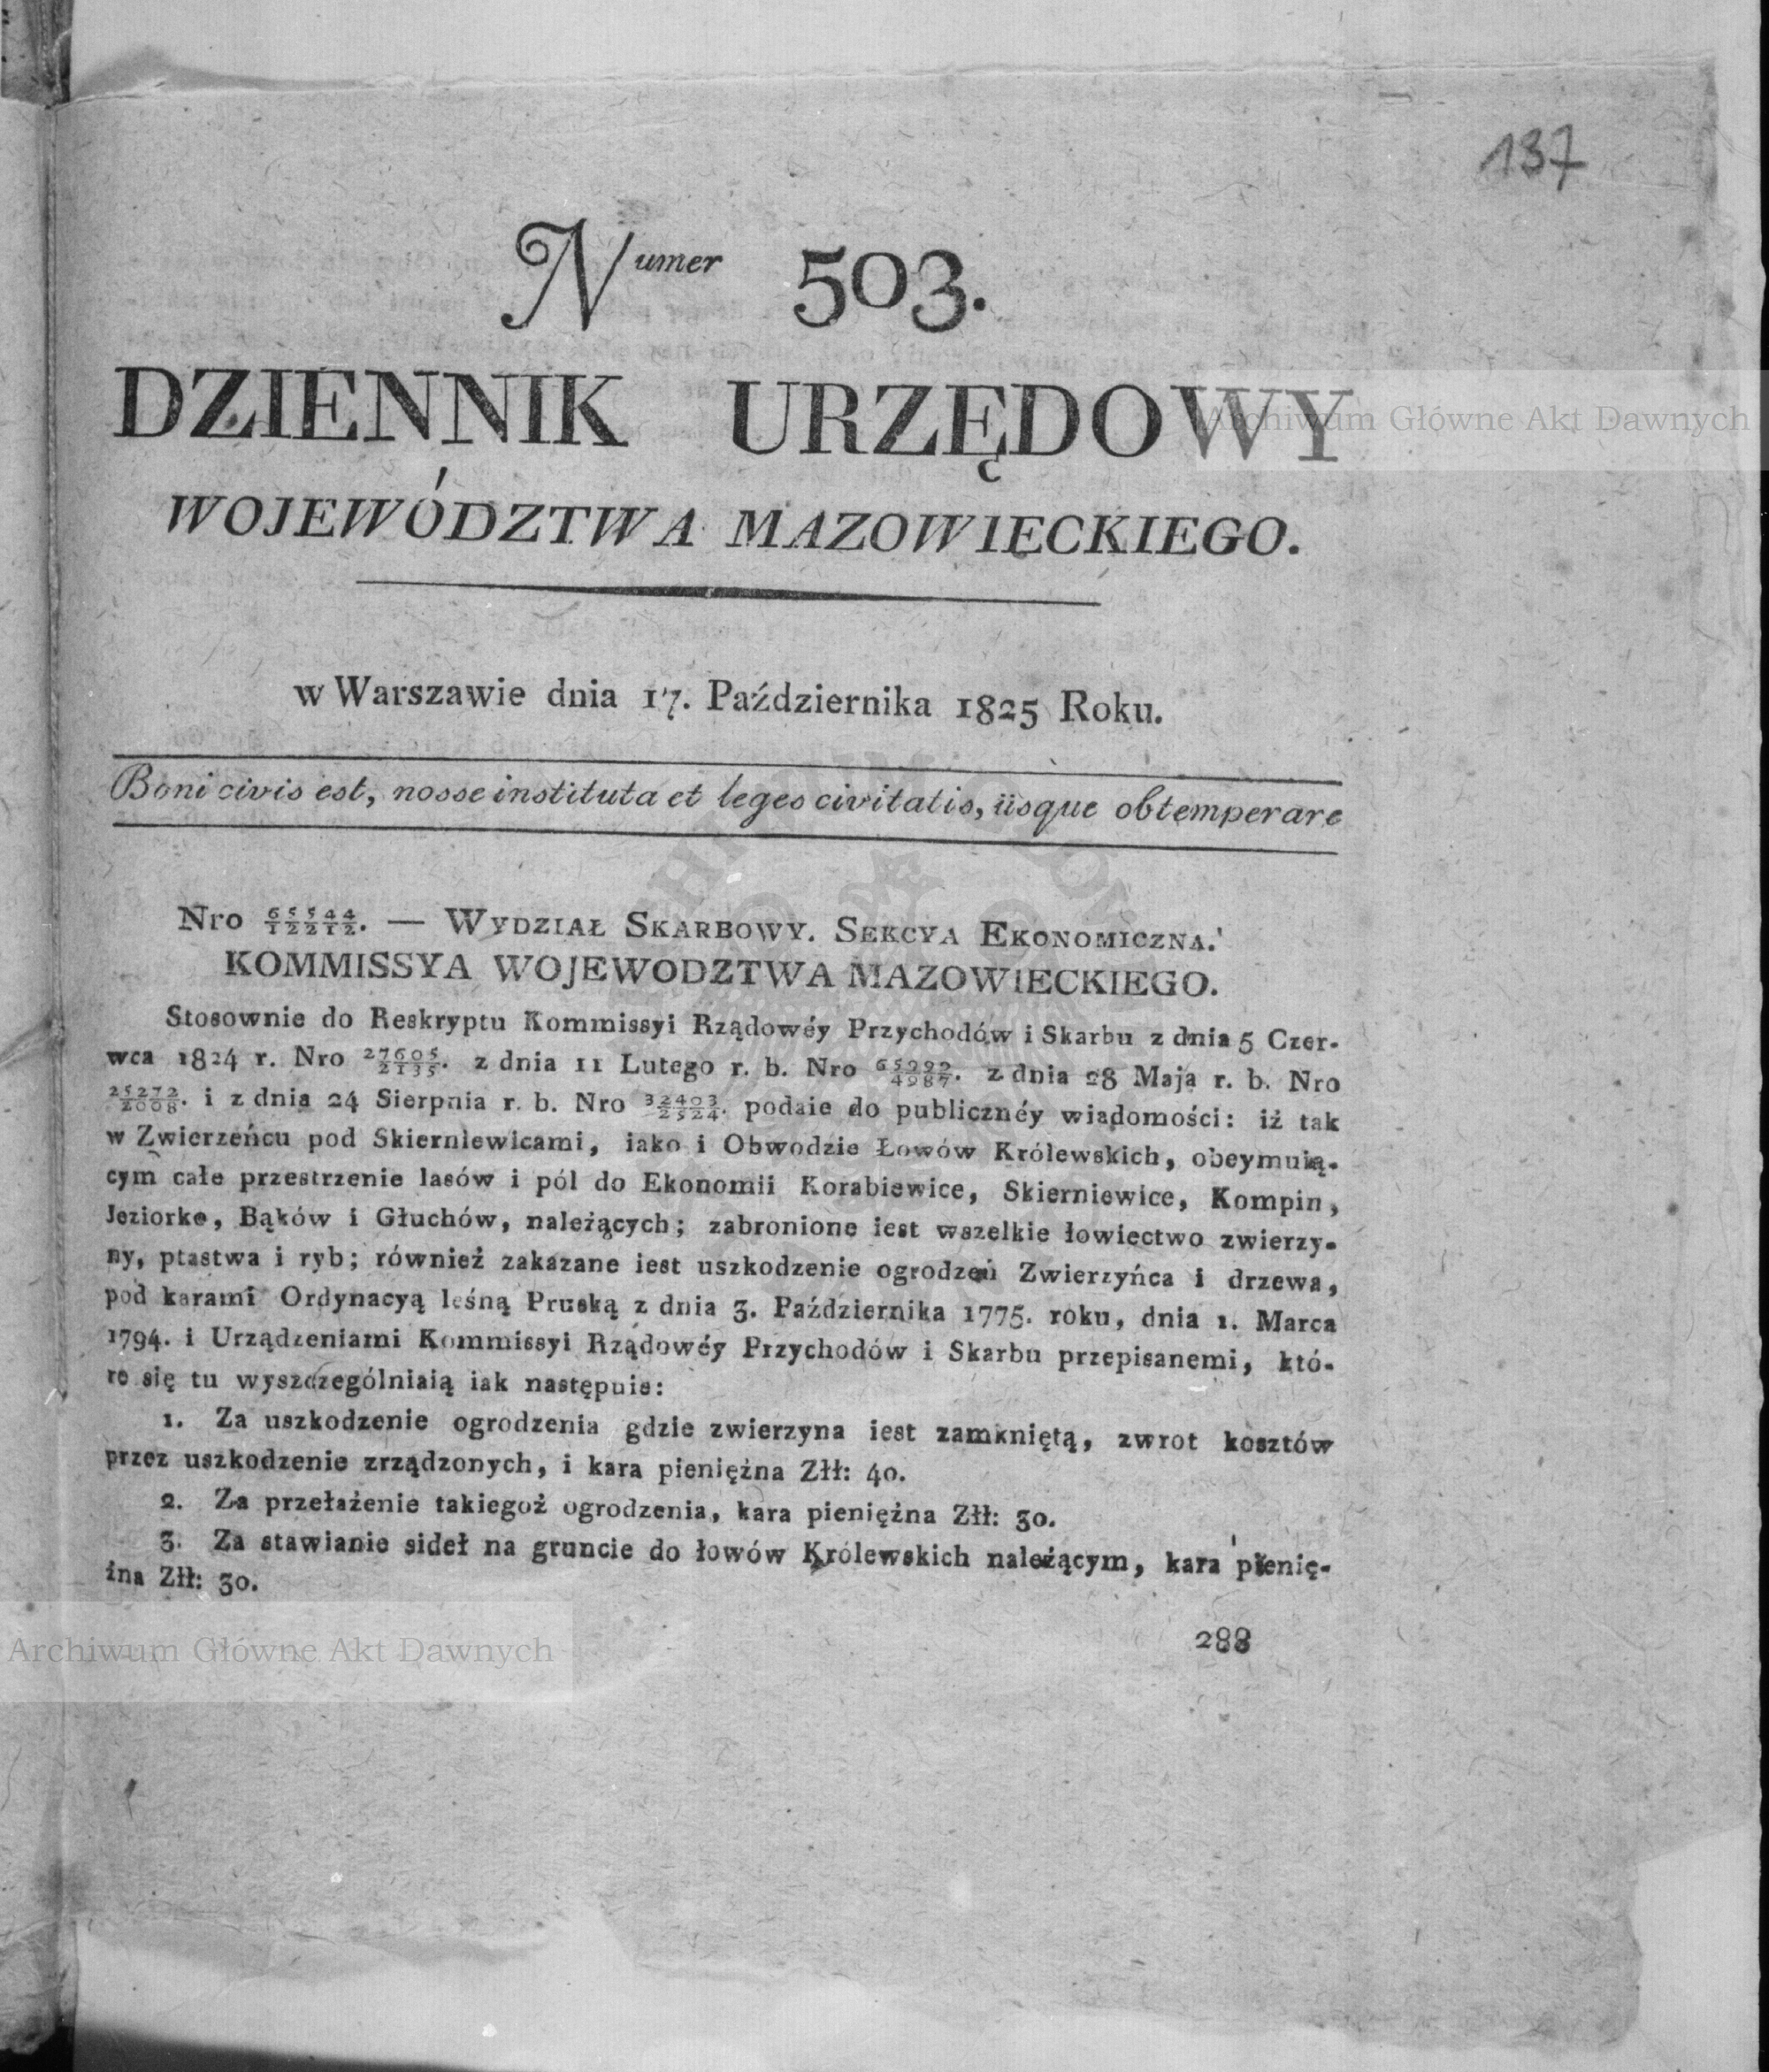 137
Numer 503.
DZIENNIK URZĘDOWY
WOJEWÓDZTWA MAZOWIECKIEGO.
w Warszawie dnia 17. Października 1825 Roku.
Boni civis est, nosse instituta et leges civitatis, iisque obtemperare
Nro 65544/12212. — WYDZIAŁ SKARBOWY. SEKCYA EKONOMICZNA.
KOMMISSYA WOJEWODZTWA MAZOWIECKIEGO.
Stosownie do Reskryptu Kommissyi Rządowéy Przychodów i Skarbu z dnia 5 Czer-
wca 1824 r. Nro 27605/2135. z dnia 11 Lutego r. b. Nro 65999/4987. z dnia 28 Maja r. b. Nro
25272/2008. i z dnia 24 Sierpnia r. b. Nro 32403/2524. podaie do publicznéy wiadomości: iż tak
w Zwierzeńcu pod Skierniewicami, iako i Obwodzie Łowów Królewskich, obeymuią-
cym całe przestrzenie lasów i pól do Ekonomii Korabiewice, Skierniewice, Kompin,
Jeziorke, Bąków i Głuchów, należących; zabronione iest wszelkie łowiectwo zwierzy-
ny, ptastwa i ryb; również zakazane iest uszkodzenie ogrodzeń Zwierzyńca i drzewa,
pod karami Ordynacyą leśną Pruską z dnia 3. Października 1775. roku, dnia 1. Marca
1794. i Urządzeniami Kommissyi Rządowéy Przychodów i Skarbu przepisanemi, któ-
re się tu wyszczególniaią iak następuie:
1. Za uszkodzenie ogrodzenia gdzie zwierzyna iest zamkniętą, zwrot kosztów
przez uszkodzenie zrządzonych, i kara pieniężna Złł: 40.
2. Za przełażenie takiegoż ogrodzenia, kara pieniężna Złł: 30.
3. Za stawianie sideł na gruncie do łowów Królewskich należącym, kara pienię-
żna Złł: 30.
288
Archiwum Główne Akt Dawnych
Archiwum Główne Akt Dawnych